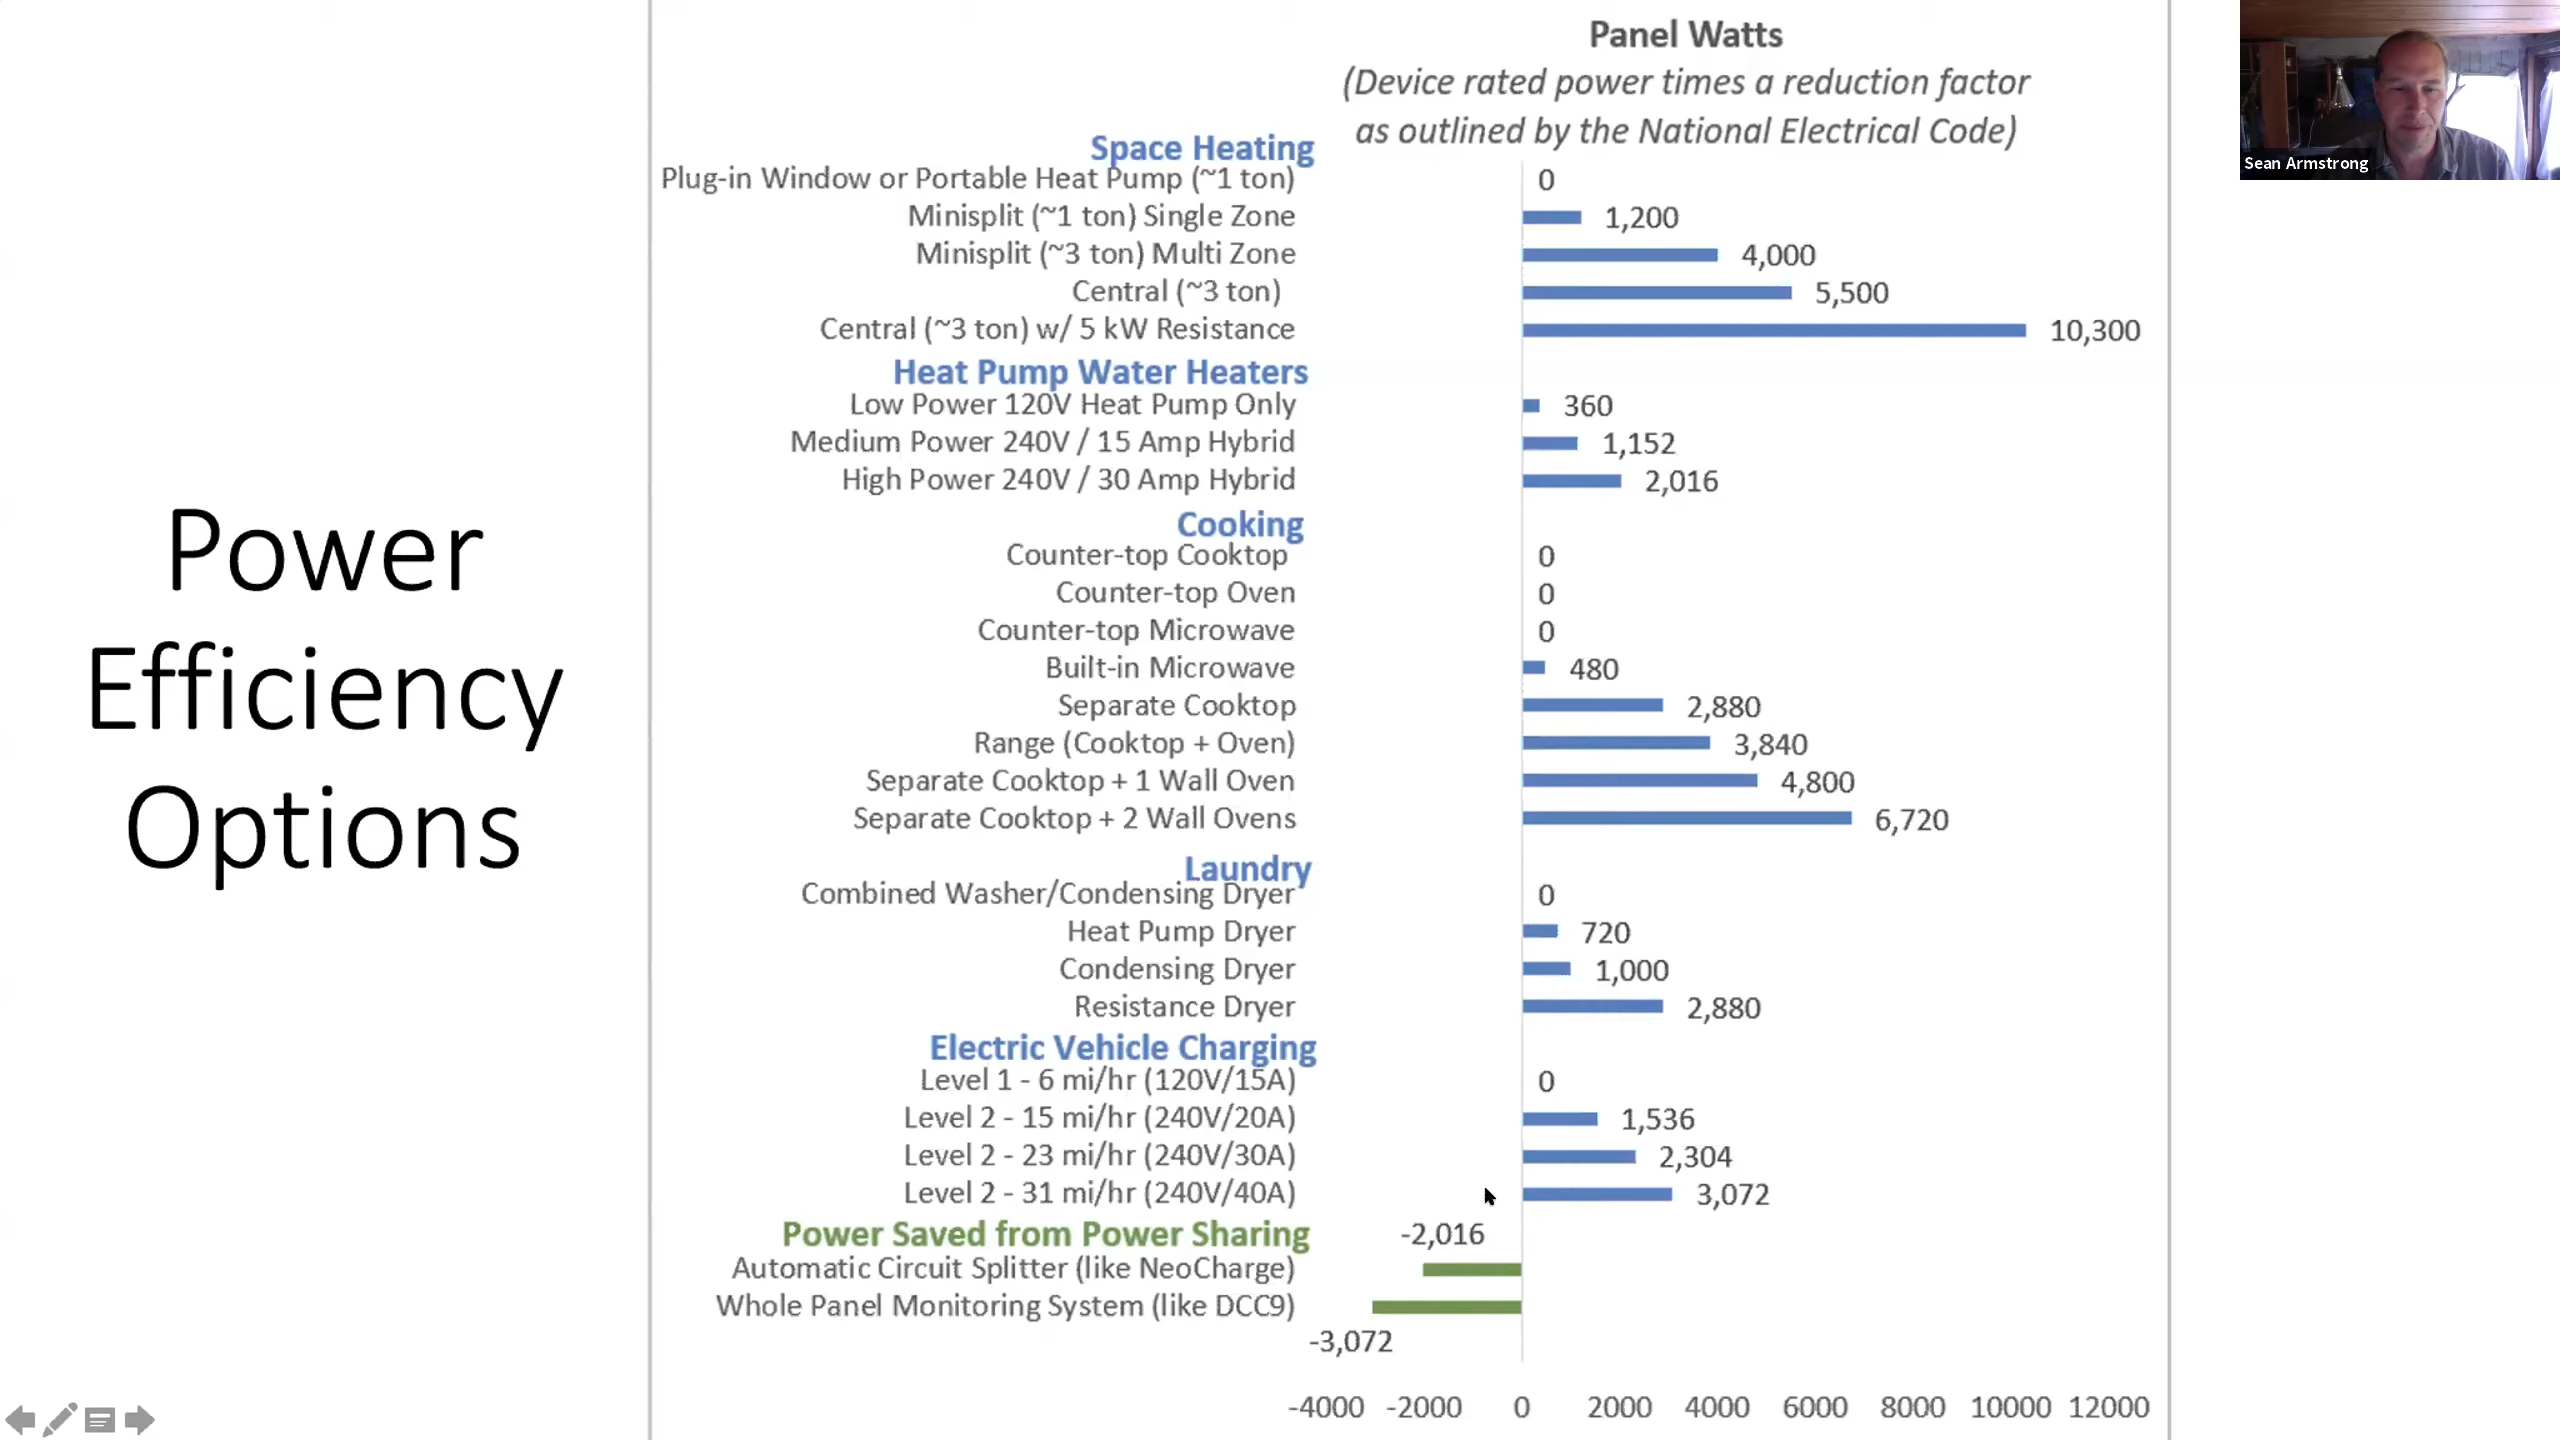 Power
Efficiency
Options
Panel Watts
(Device rated power times a reduction factor
as outlined by the National Electrical Code)
Space Heating
Plug-in Window or Portable Heat Pump (~1 ton) 0
Minisplit (~1 ton) Single Zone 1,200
Minisplit (~3 ton) Multi Zone 4,000
Central (~3 ton) 5,500
Central (~3 ton) w/ 5 kW Resistance 10,300
Heat Pump Water Heaters
Low Power 120V Heat Pump Only 360
Medium Power 240V / 15 Amp Hybrid 1,152
High Power 240V / 30 Amp Hybrid 2,016
Cooking
Counter-top Cooktop 0
Counter-top Oven 0
Counter-top Microwave 0
Built-in Microwave 480
Separate Cooktop 2,880
Range (Cooktop + Oven) 3,840
Separate Cooktop + 1 Wall Oven 4,800
Separate Cooktop + 2 Wall Ovens 6,720
Laundry
Combined Washer/Condensing Dryer 0
Heat Pump Dryer 720
Condensing Dryer 1,000
Resistance Dryer 2,880
Electric Vehicle Charging
Level 1 - 6 mi/hr (120V/15A) 0
Level 2 - 15 mi/hr (240V/20A) 1,536
Level 2 - 23 mi/hr (240V/30A) 2,304
Level 2 - 31 mi/hr (240V/40A) 3,072
Power Saved from Power Sharing -2,016
Automatic Circuit Splitter (like NeoCharge)
Whole Panel Monitoring System (like DCC9)
-3,072
-4000 -2000 0 2000 4000 6000 8000 10000 12000
Sean Armstrong